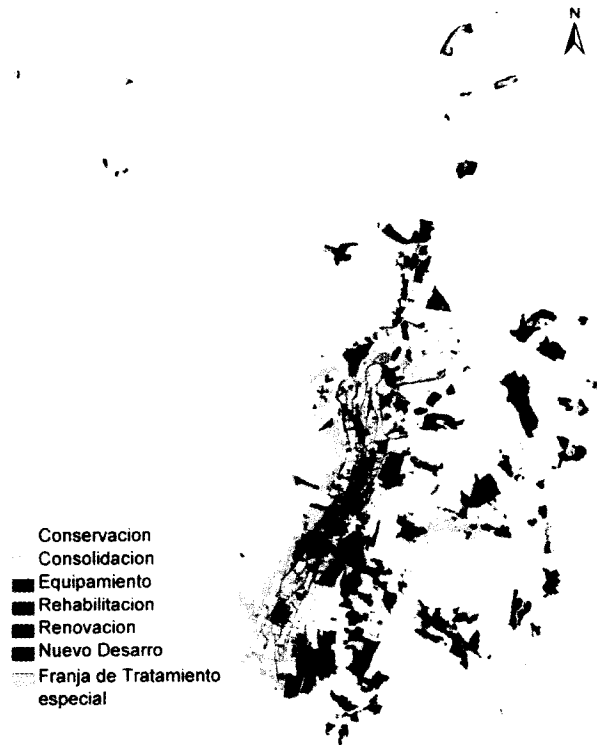 N
Conservacion
Consolidacion
Equipamiento
Rehabilitacion
Renovacion
Nuevo Desarro
Franja de Tratamiento
especial